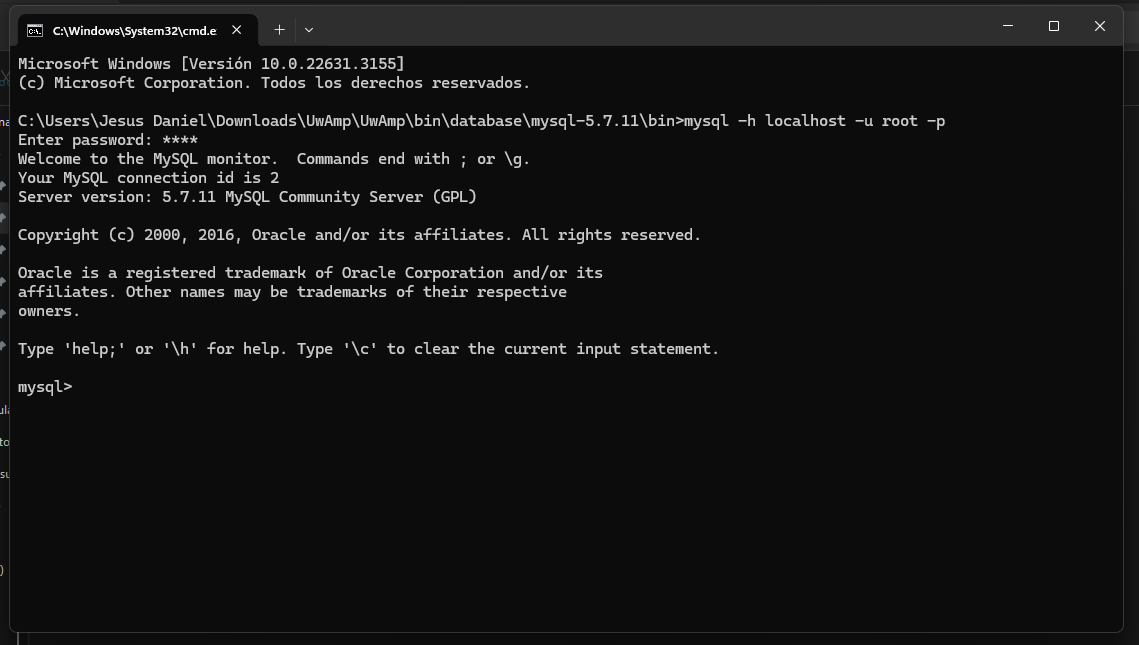 C:\Windows\System32\cmd.e
Microsoft Windows [Versión 10.0.22631.3155]
(c) Microsoft Corporation. Todos los derechos reservados.
C:\Users\Jesus Daniel\Downloads\UwAmp\UwAmp\bin\database\mysql-5.7.11\bin>mysql -h localhost -u root -p
Enter password: ****
Welcome to the MySQL monitor.  Commands end with ; or \g.
Your MySQL connection id is 2
Server version: 5.7.11 MySQL Community Server (GPL)
Copyright (c) 2000, 2016, Oracle and/or its affiliates. All rights reserved.
Oracle is a registered trademark of Oracle Corporation and/or its
affiliates. Other names may be trademarks of their respective
owners.
Type 'help;' or '\h' for help. Type '\c' to clear the current input statement.
mysql>